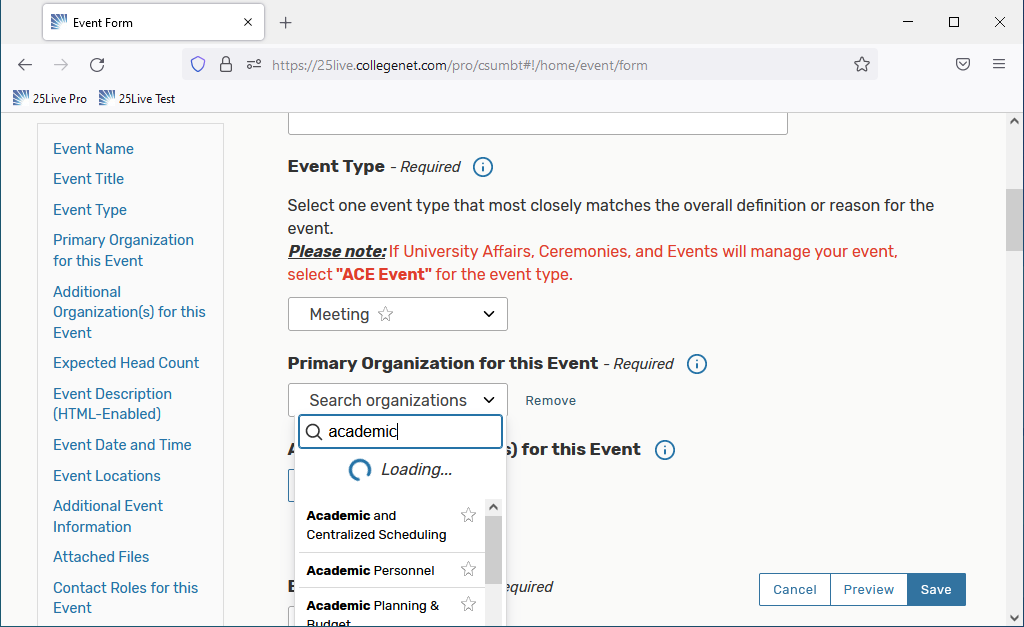 Event Form
https://25live.collegenet.com/pro/csumbt#!/home/event/form
25Live Pro
25Live Test
Event Name
Event Title
Event Type
Primary Organization
for this Event
Additional
Organization(s) for this
Event
Expected Head Count
Event Description
(HTML-Enabled)
Event Date and Time
Event Locations
Additional Event
Information
Attached Files
Contact Roles for this
Event
Event Type - Required
Select one event type that most closely matches the overall definition or reason for the
event.
Please note: If University Affairs, Ceremonies, and Events will manage your event,
select "ACE Event" for the event type.
Meeting
Primary Organization for this Event - Required
Search organizations
Remove
academic
s) for this Event
Loading...
Academic and
Centralized Scheduling
Academic Personnel
Academic Planning &
Budget
equired
Cancel
Preview
Save